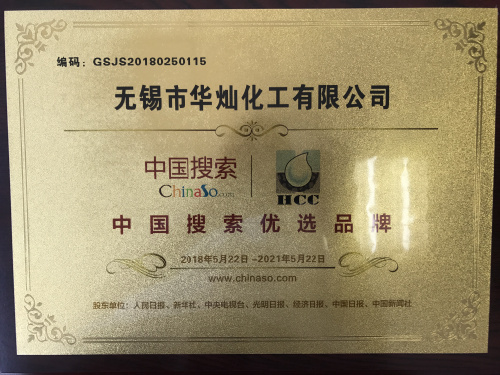 编码：GSJS20180250115
无锡市华灿化工有限公司
中国搜索
ChinaSo.com
HCC
中国搜索优选品牌
2018年5月22日 -2021年5月22日
www.chinaso.com
股东单位：人民日报、新华社、中央电视台、光明日报、经济日报、中国日报、中国新闻社